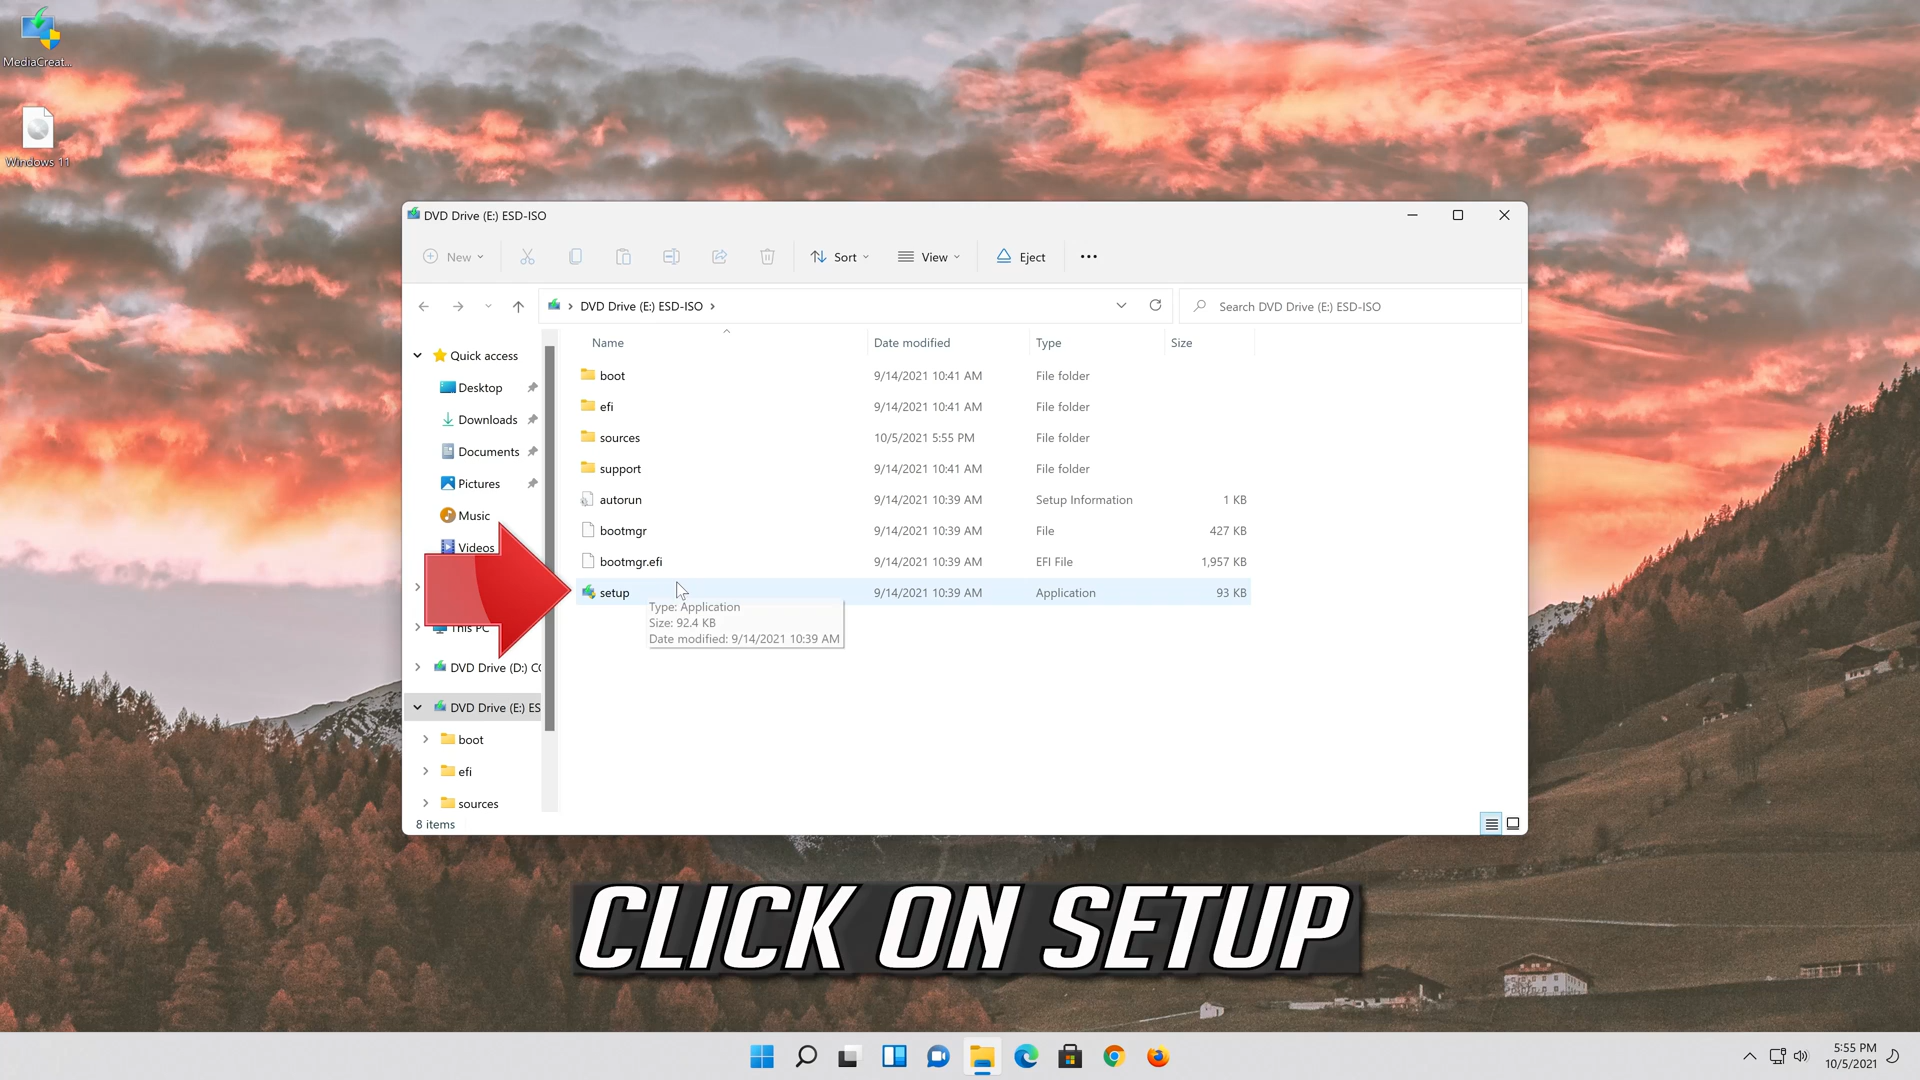 MediaCreat...
Windows 11
DVD Drive (E:) ESD-ISO
New
Sort
View
Eject
DVD Drive (E:) ESD-ISO
Search DVD Drive (E:) ESD-ISO
Name Date modified Type Size
Quick access
Desktop
Downloads
Documents
Pictures
Music
Videos
This PC
DVD Drive (D:) CC
DVD Drive (E:) ES
boot
efi
sources
boot 9/14/2021 10:41 AM File folder
efi 9/14/2021 10:41 AM File folder
sources 10/5/2021 5:55 PM File folder
support 9/14/2021 10:41 AM File folder
autorun 9/14/2021 10:39 AM Setup Information 1 KB
bootmgr 9/14/2021 10:39 AM File 427 KB
bootmgr.efi 9/14/2021 10:39 AM EFI File 1,957 KB
setup 9/14/2021 10:39 AM Application 93 KB
Type: Application
Size: 92.4 KB
Date modified: 9/14/2021 10:39 AM
8 items
CLICK ON SETUP
5:55 PM
10/5/2021